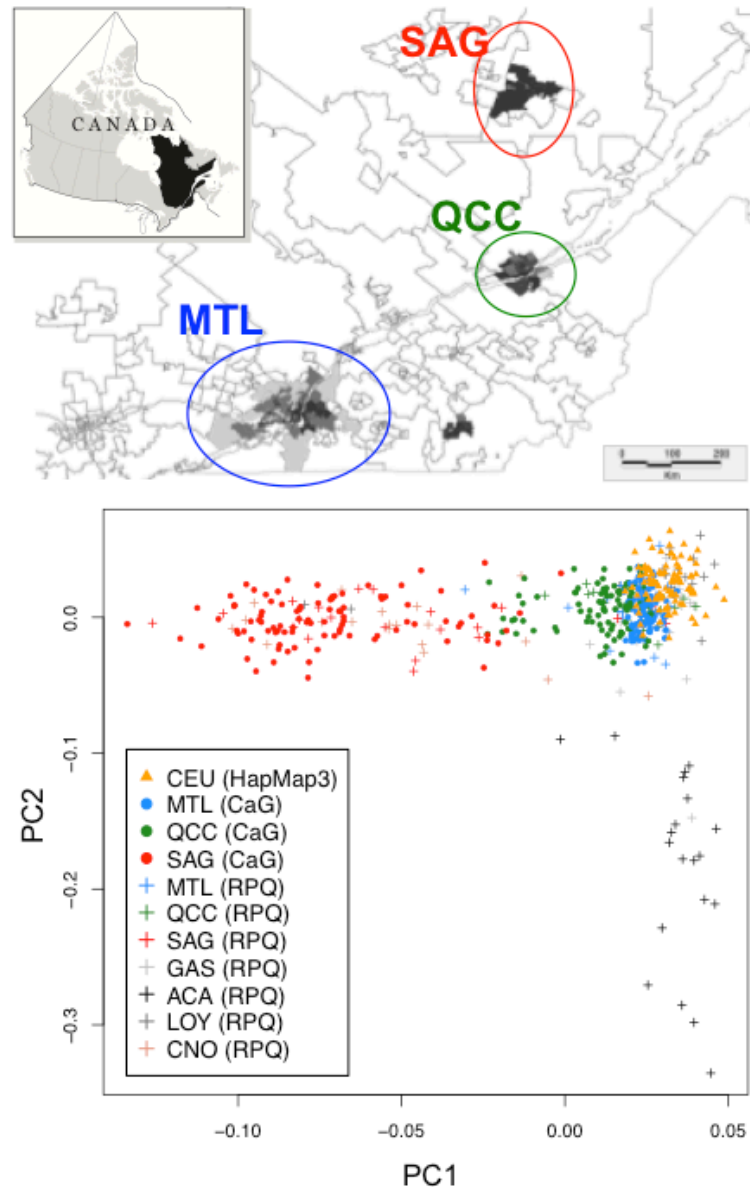 SAG
CANADA
QCC
MTL
0 100 200
Km
0.0
−0.1
−0.2
−0.3
PC2
CEU (HapMap3)
MTL (CaG)
QCC (CaG)
SAG (CaG)
MTL (RPQ)
QCC (RPQ)
SAG (RPQ)
GAS (RPQ)
ACA (RPQ)
LOY (RPQ)
CNO (RPQ)
−0.10 −0.05 0.00 0.05
PC1